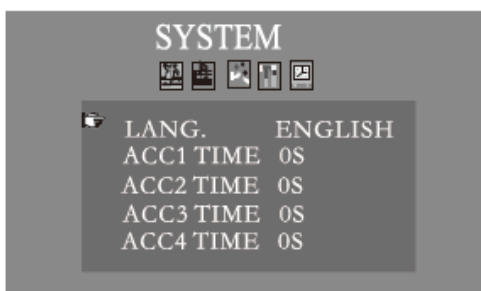 SYSTEM
LANG. ENGLISH
ACC1 TIME 0S
ACC2 TIME 0S
ACC3 TIME 0S
ACC4 TIME 0S